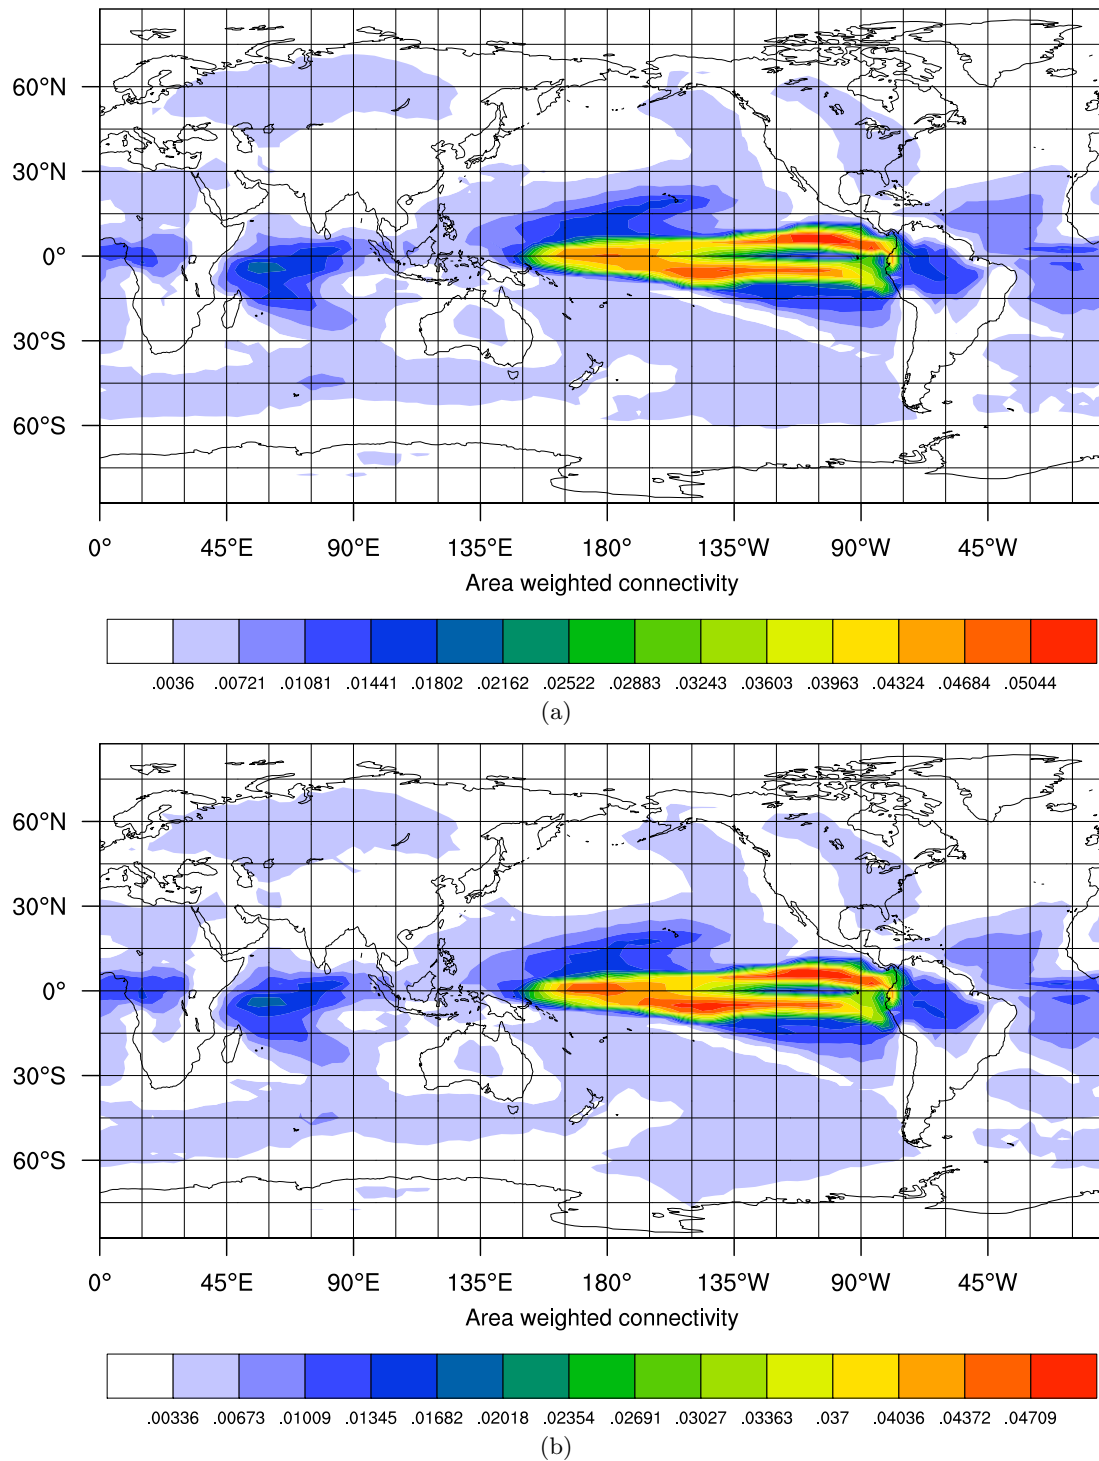 60°N
30°N
0°
30°S
60°S
0° 45°E 90°E 135°E 180° 135°W 90°W 45°W
Area weighted connectivity
.0036 .00721 .01081 .01441 .01802 .02162 .02522 .02883 .03243 .03603 .03963 .04324 .04684 .05044
(a)
60°N
30°N
0°
30°S
60°S
0° 45°E 90°E 135°E 180° 135°W 90°W 45°W
Area weighted connectivity
.00336 .00673 .01009 .01345 .01682 .02018 .02354 .02691 .03027 .03363 .037 .04036 .04372 .04709
(b)